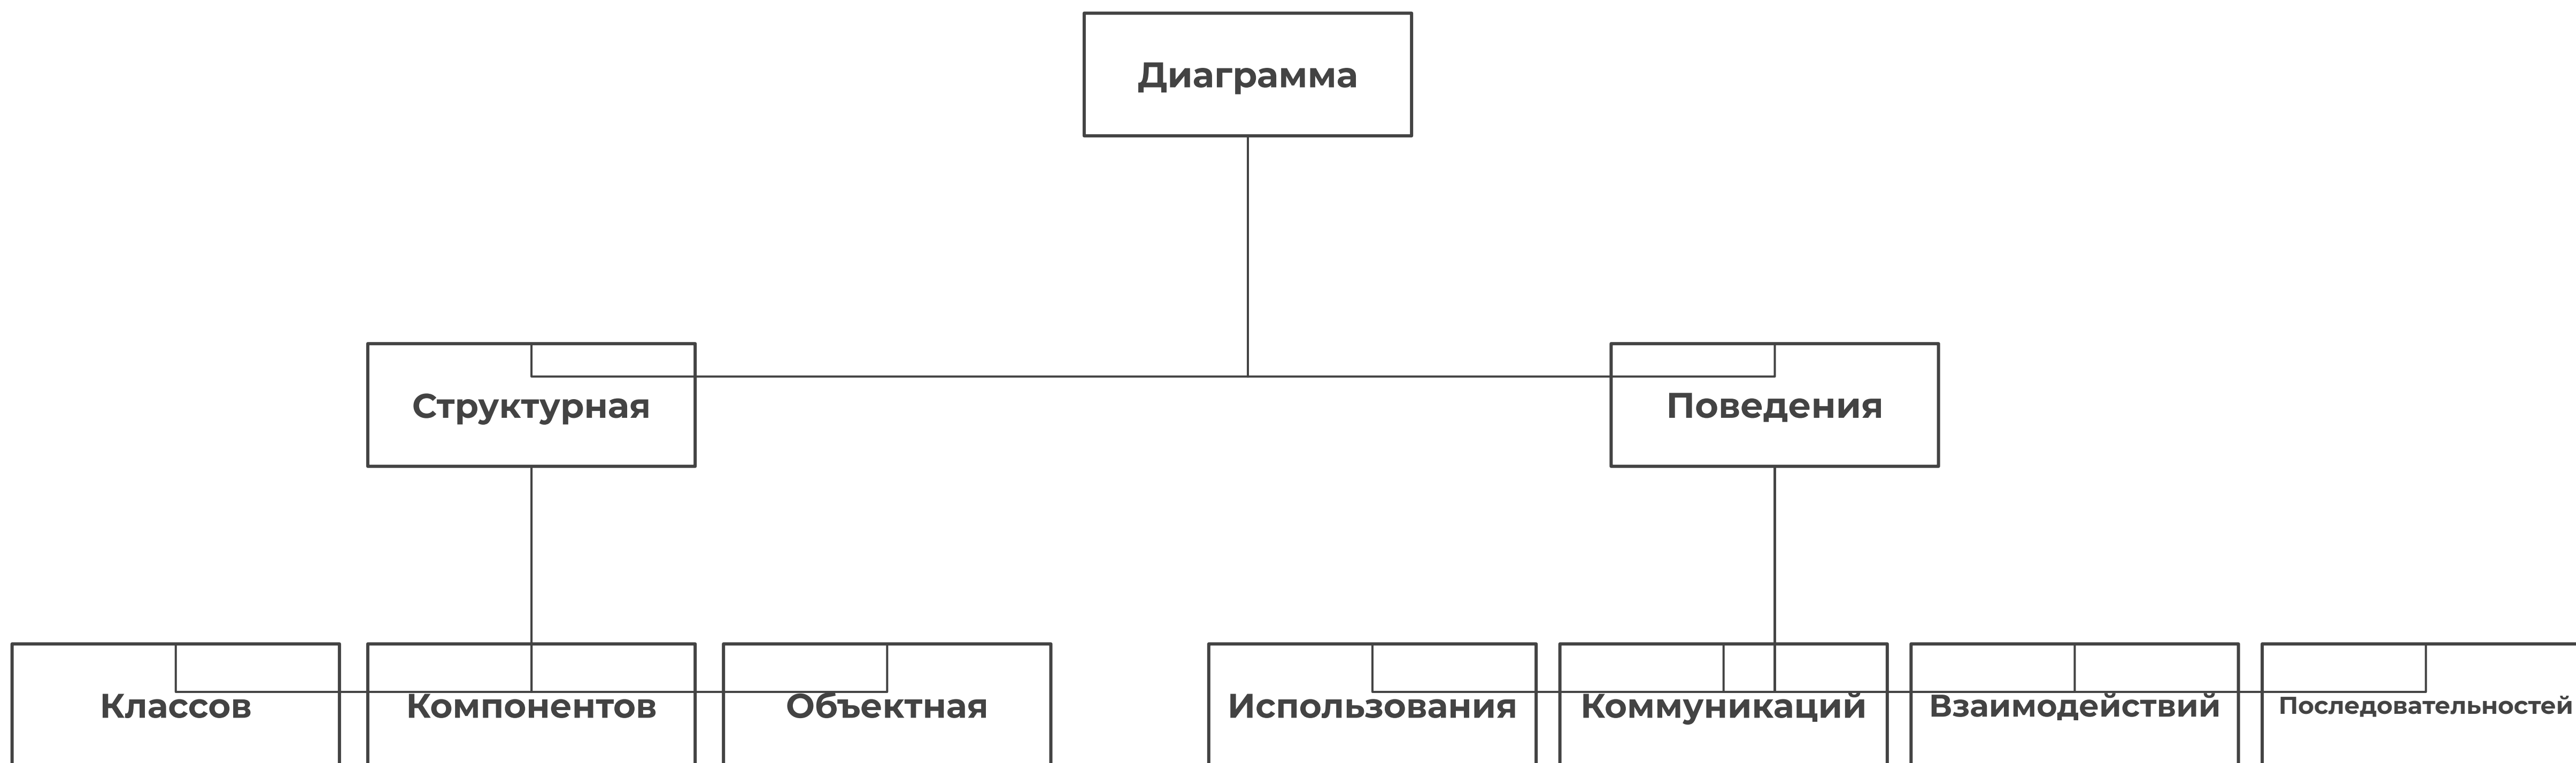 Диаграмма
Структурная
Поведения
Классов
Компонентов
Объектная
Использования
Коммуникаций
Взаимодействий
Последовательностей